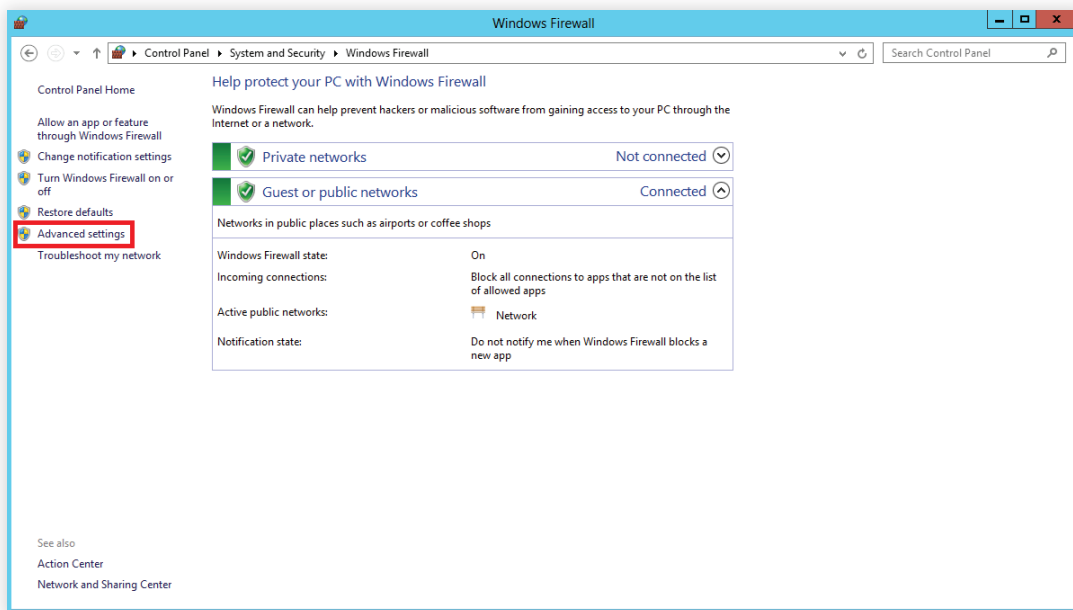 Windows Firewall
Control Panel System and Security Windows Firewall
Search Control Panel
Control Panel Home
Allow an app or feature
through Windows Firewall
Change notification settings
Turn Windows Firewall on or
off
Restore defaults
Advanced settings
Troubleshoot my network
Help protect your PC with Windows Firewall
Windows Firewall can help prevent hackers or malicious software from gaining access to your PC through the
Internet or a network.
Private networks Not connected
Guest or public networks Connected
Networks in public places such as airports or coffee shops
Windows Firewall state: On
Incoming connections: Block all connections to apps that are not on the list
of allowed apps
Active public networks: Network
Notification state: Do not notify me when Windows Firewall blocks a
new app
See also
Action Center
Network and Sharing Center